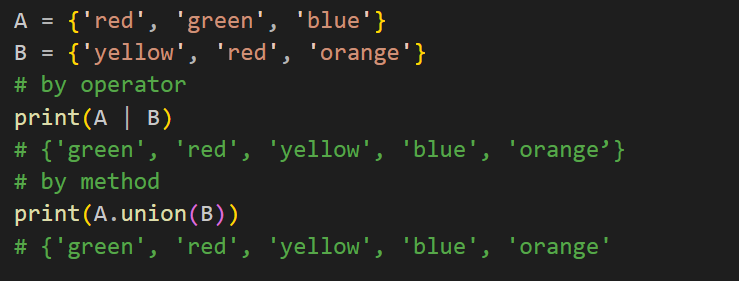 A = {'red', 'green', 'blue'}
B = {'yellow', 'red', 'orange'}
# by operator
print(A | B)
# {'green', 'red', 'yellow', 'blue', 'orange’}
# by method
print(A.union(B))
# {'green', 'red', 'yellow', 'blue', 'orange'